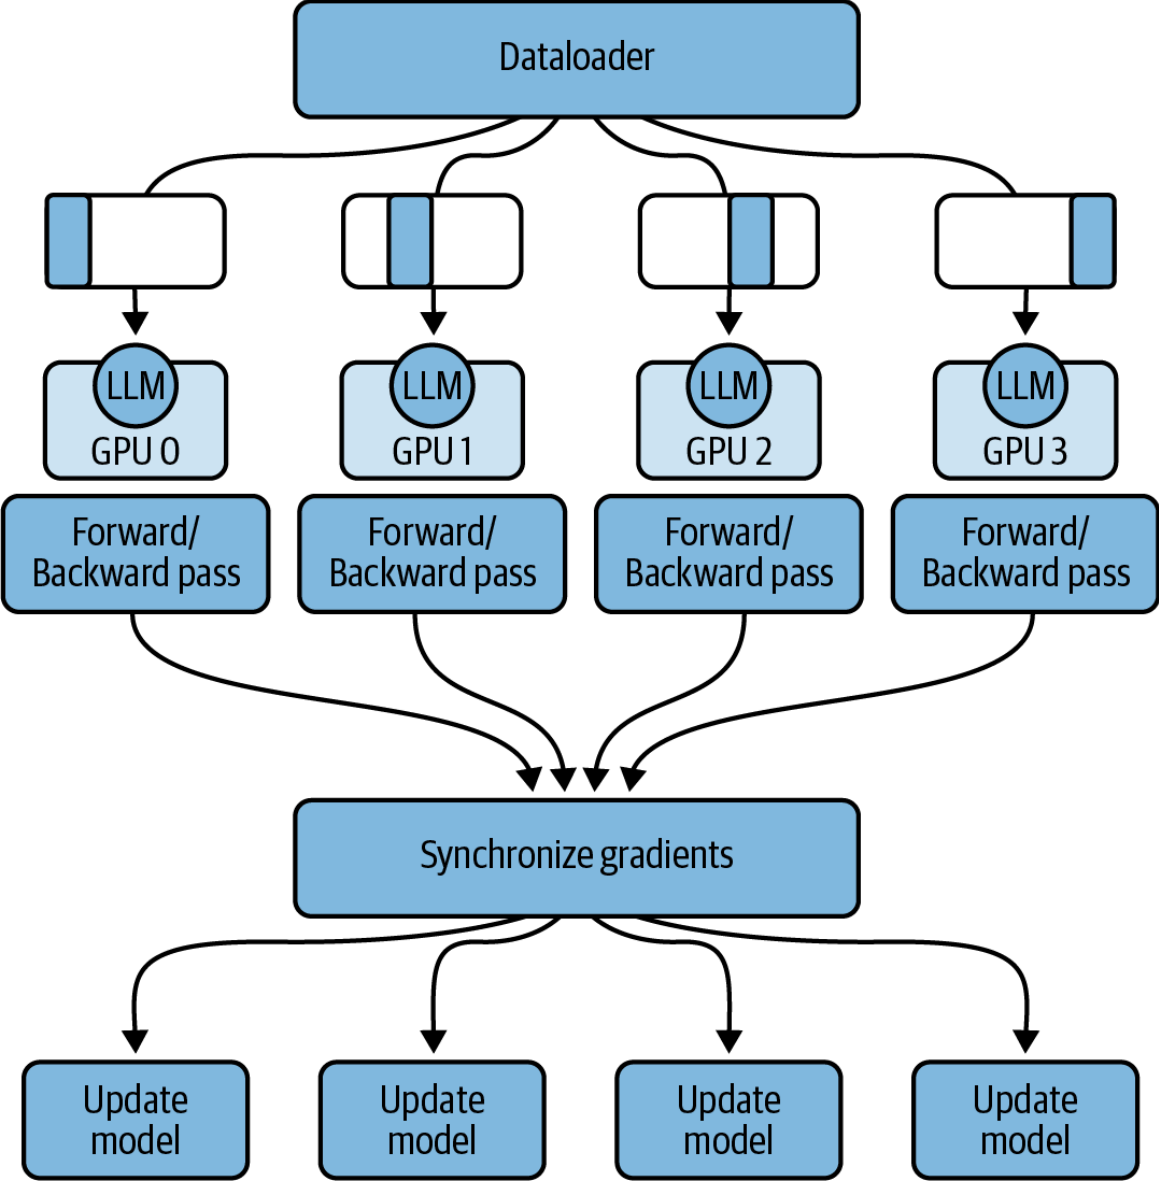 Dataloader
LLM
GPU 0
LLM
GPU 1
LLM
GPU 2
LLM
GPU 3
Forward/
Backward pass
Forward/
Backward pass
Forward/
Backward pass
Forward/
Backward pass
Synchronize gradients
Update
model
Update
model
Update
model
Update
model